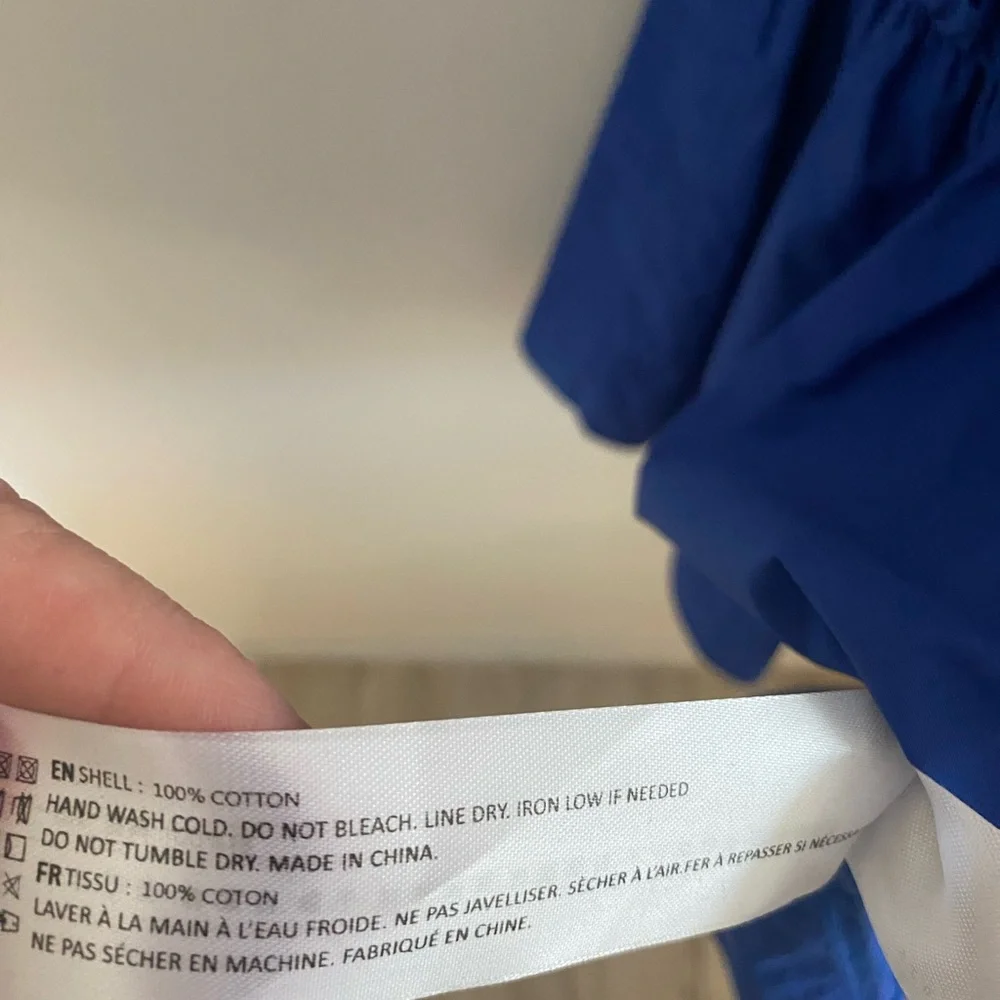 EN SHELL : 100% COTTON
HAND WASH COLD. DO NOT BLEACH. LINE DRY. IRON LOW IF NEEDED
DO NOT TUMBLE DRY. MADE IN CHINA.
FR TISSU : 100% COTON
LAVER À LA MAIN À L'EAU FROIDE. NE PAS JAVELLISER. SÈCHER À L'AIR.FER À REPASSER SI
NE PAS SÉCHER EN MACHINE. FABRIQUÉ EN CHINE.